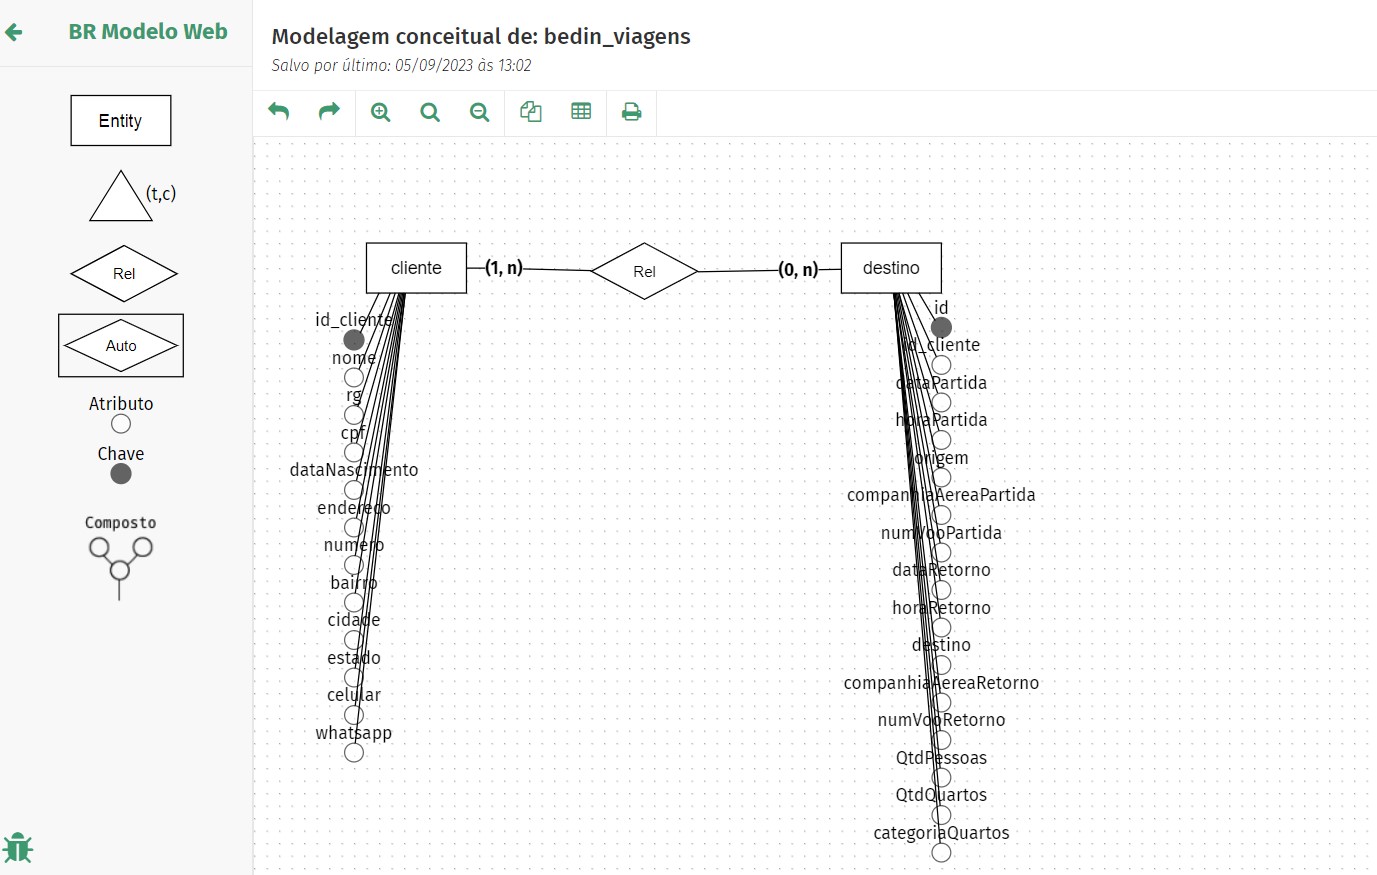 BR Modelo Web
Modelagem conceitual de: bedin_viagens
Salvo por último: 05/09/2023 às 13:02
Entity
(t,c)
Rel
Auto
Atributo
Chave
Composto
cliente
(1, n)
Rel
(0, n)
destino
id_cliente
nome
rg
cpf
dataNascimento
endereco
numero
bairro
cidade
estado
celular
whatsapp
id
id_cliente
dataPartida
horaPartida
origem
companhiaAereaPartida
numVooPartida
dataRetorno
horaRetorno
destino
companhiaAereaRetorno
numVooRetorno
QtdPessoas
QtdQuartos
categoriaQuartos